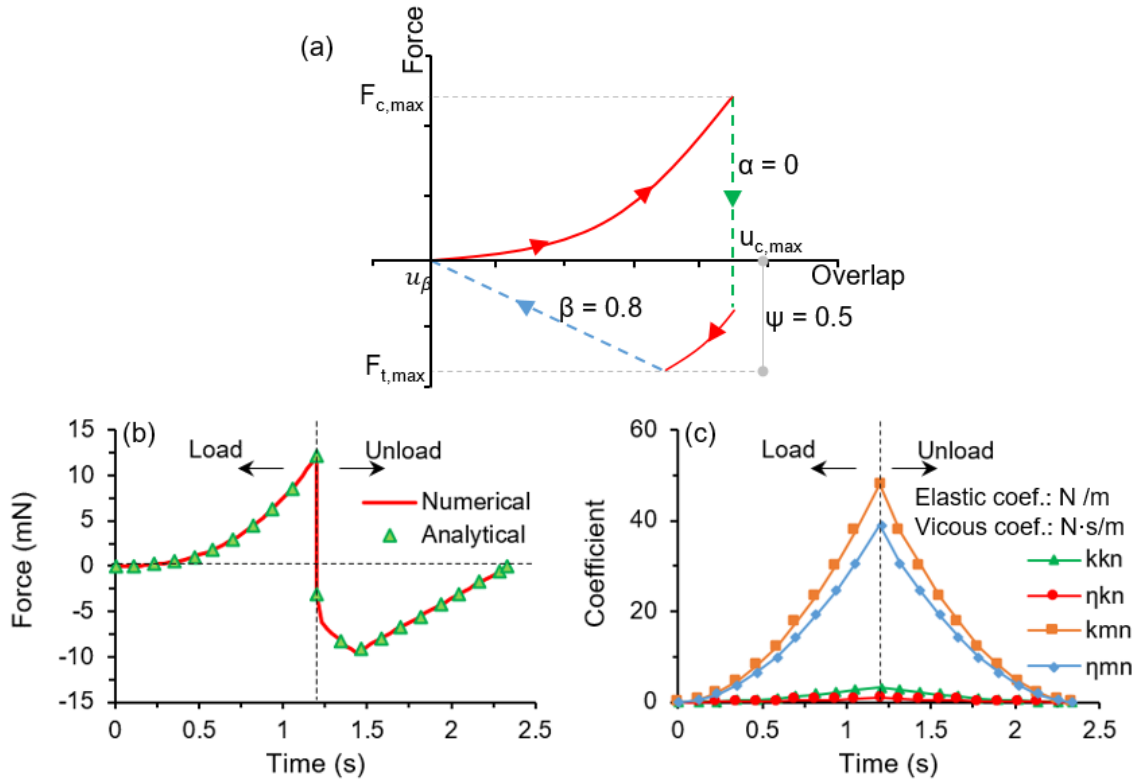 (a)
Force
F_c,max
α = 0
u_c,max
Overlap
u_β
β = 0.8
ψ = 0.5
F_t,max
(b)
15
10
5
0
-5
-10
-15
Force (mN)
Load
Unload
Numerical
Analytical
0
0.5
1
1.5
2
2.5
Time (s)
(c)
60
40
20
0
Coefficient
Load
Unload
Elastic coef.: N /m
Vicous coef.: N·s/m
kkn
ηkn
kmn
ηmn
0
0.5
1
1.5
2
2.5
Time (s)